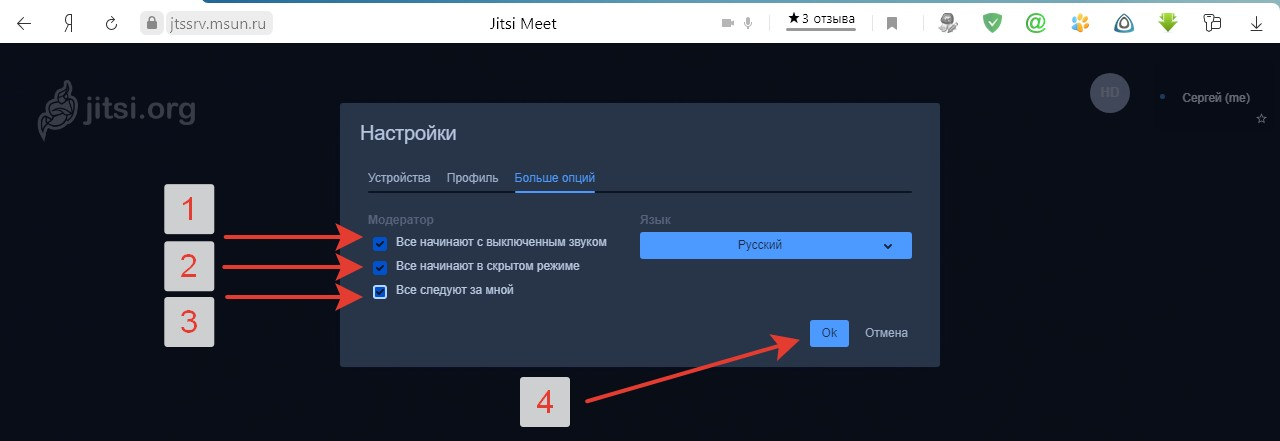 Я jtssrv.msun.ru Jitsi Meet ★3 отзыва
jitsi.org
HD
Сергей (me)
Настройки
Устройства Профиль Больше опций
Модератор
Язык
1
Все начинают с выключенным звуком
Русский
2
Все начинают в скрытом режиме
Все следуют за мной
3
Ok Отмена
4